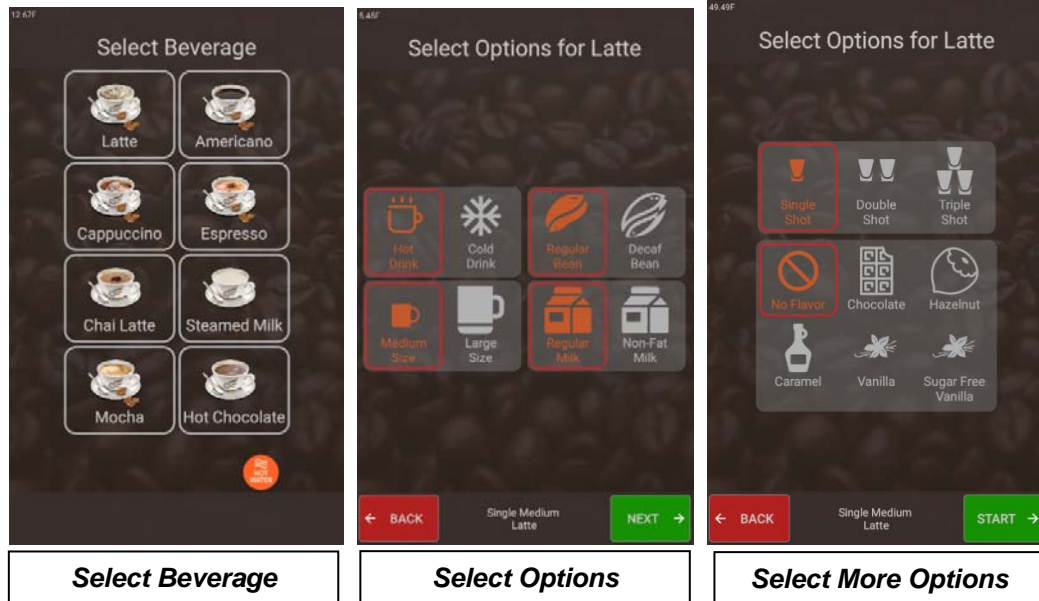 12.67F
Select Beverage
Latte
Americano
Cappuccino
Espresso
Chai Latte
Steamed Milk
Mocha
Hot Chocolate
HOT
WATER
Select Beverage
5.45F
Select Options for Latte
Hot
Drink
Cold
Drink
Regular
Bean
Decaf
Bean
Medium
Size
Large
Size
Regular
Milk
Non-Fat
Milk
← BACK
Single Medium
Latte
NEXT →
Select Options
49.49F
Select Options for Latte
Single
Shot
Double
Shot
Triple
Shot
No Flavor
Chocolate
Hazelnut
Caramel
Vanilla
Sugar Free
Vanilla
← BACK
Single Medium
Latte
START →
Select More Options